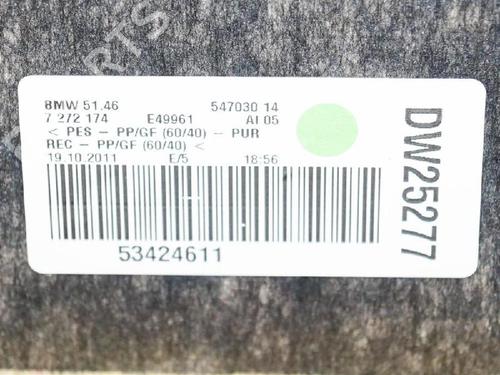 BMW 51.46 547030 14
7 272 174 E49961 AI 05
< PES - PP/GF (60/40) - PUR
REC - PP/GF (60/40) <
19.10.2011 E/5 18:56
53424611
DW25277